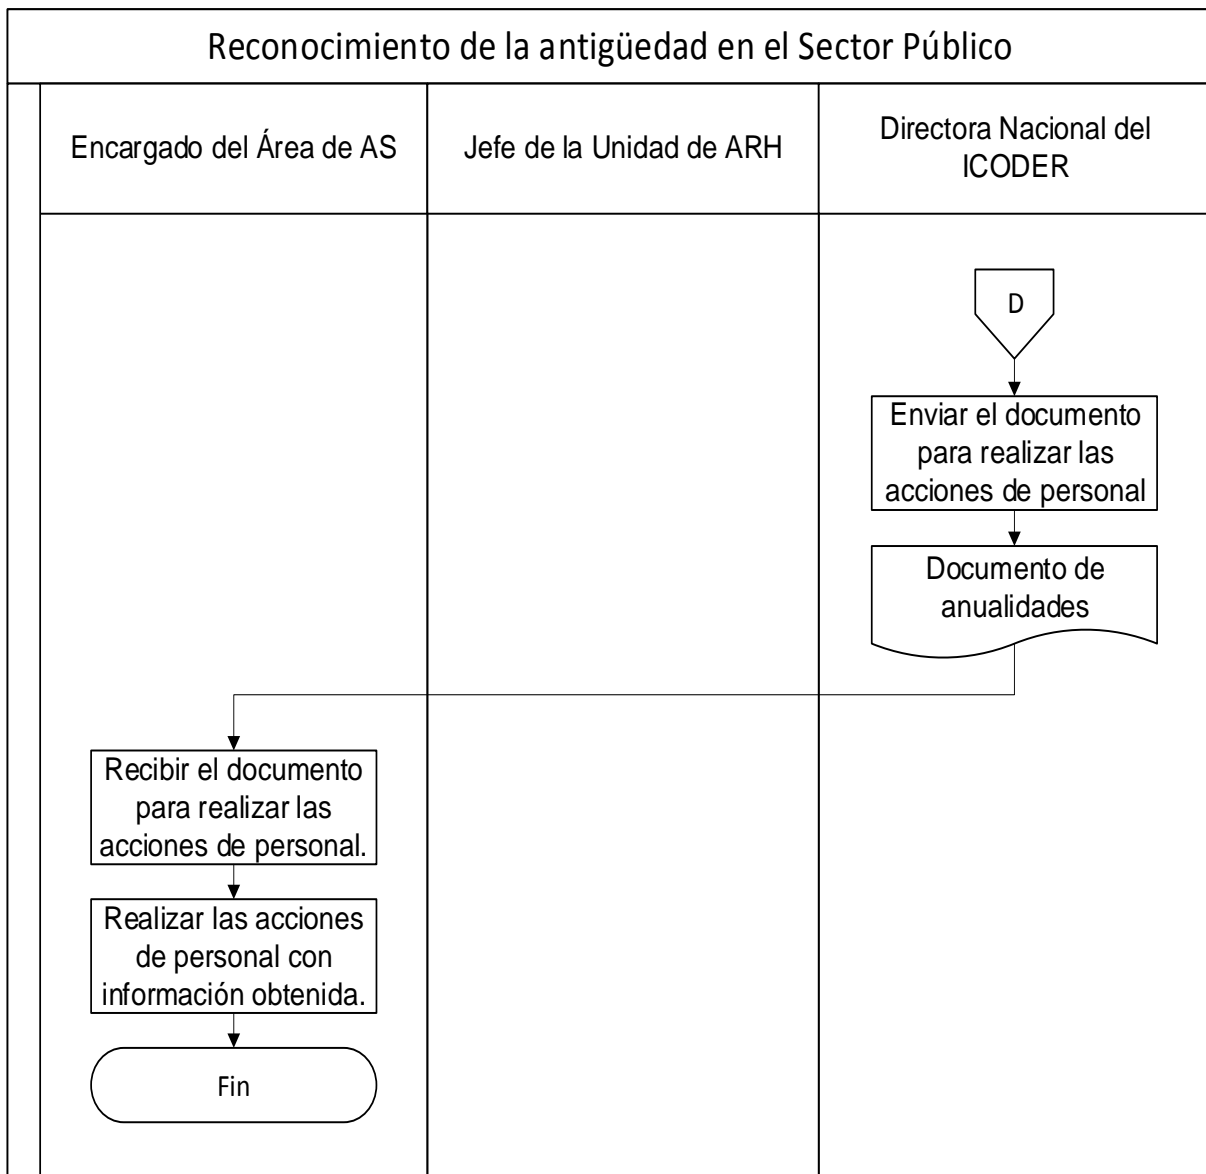 Reconocimiento de la antigüedad en el Sector Público
Encargado del Área de AS
Jefe de la Unidad de ARH
Directora Nacional del
ICODER
D
Enviar el documento
para realizar las
acciones de personal
Documento de
anualidades
Recibir el documento
para realizar las
acciones de personal.
Realizar las acciones
de personal con
información obtenida.
Fin